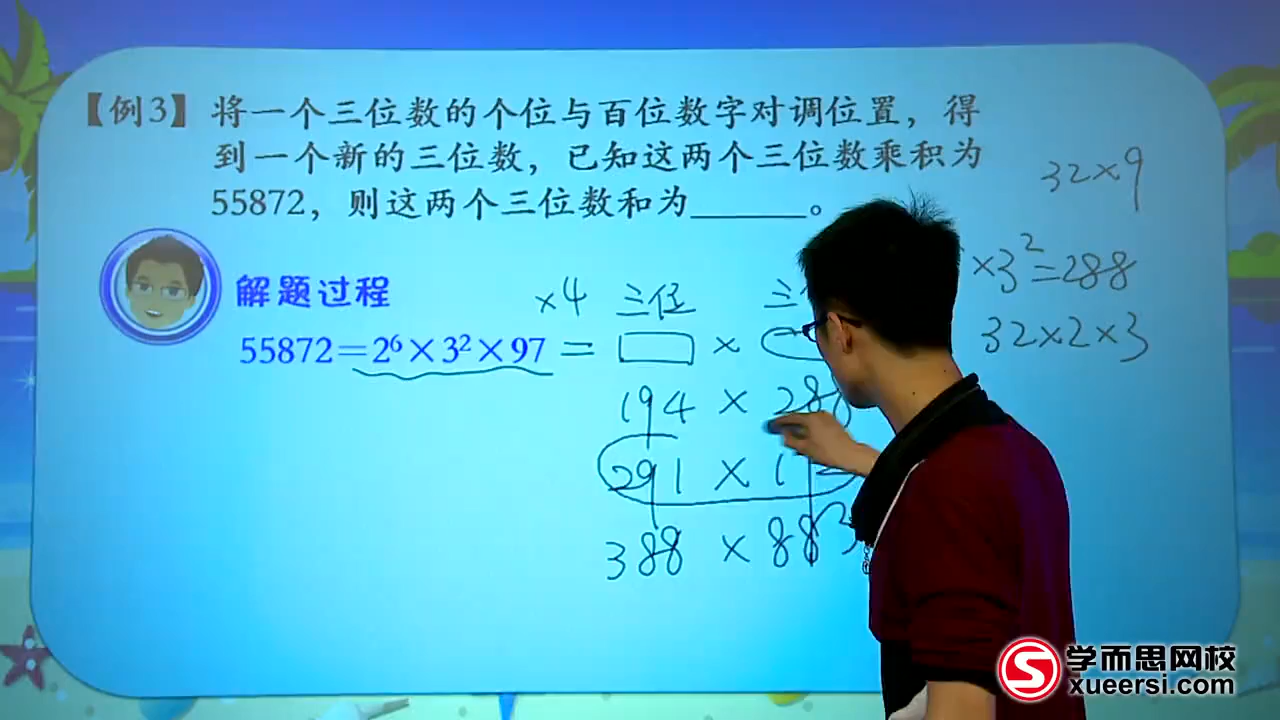 【例3】将一个三位数的个位与百位数字对调位置，得
到一个新的三位数，已知这两个三位数乘积为
55872，则这两个三位数和为______。
32×9
解题过程
×4 三位 三
×3²=288
55872=2⁶×3²×97 = □ ×
32×2×3
194 × 288
291 × 1
388 × 883
学而思网校
xueersi.com